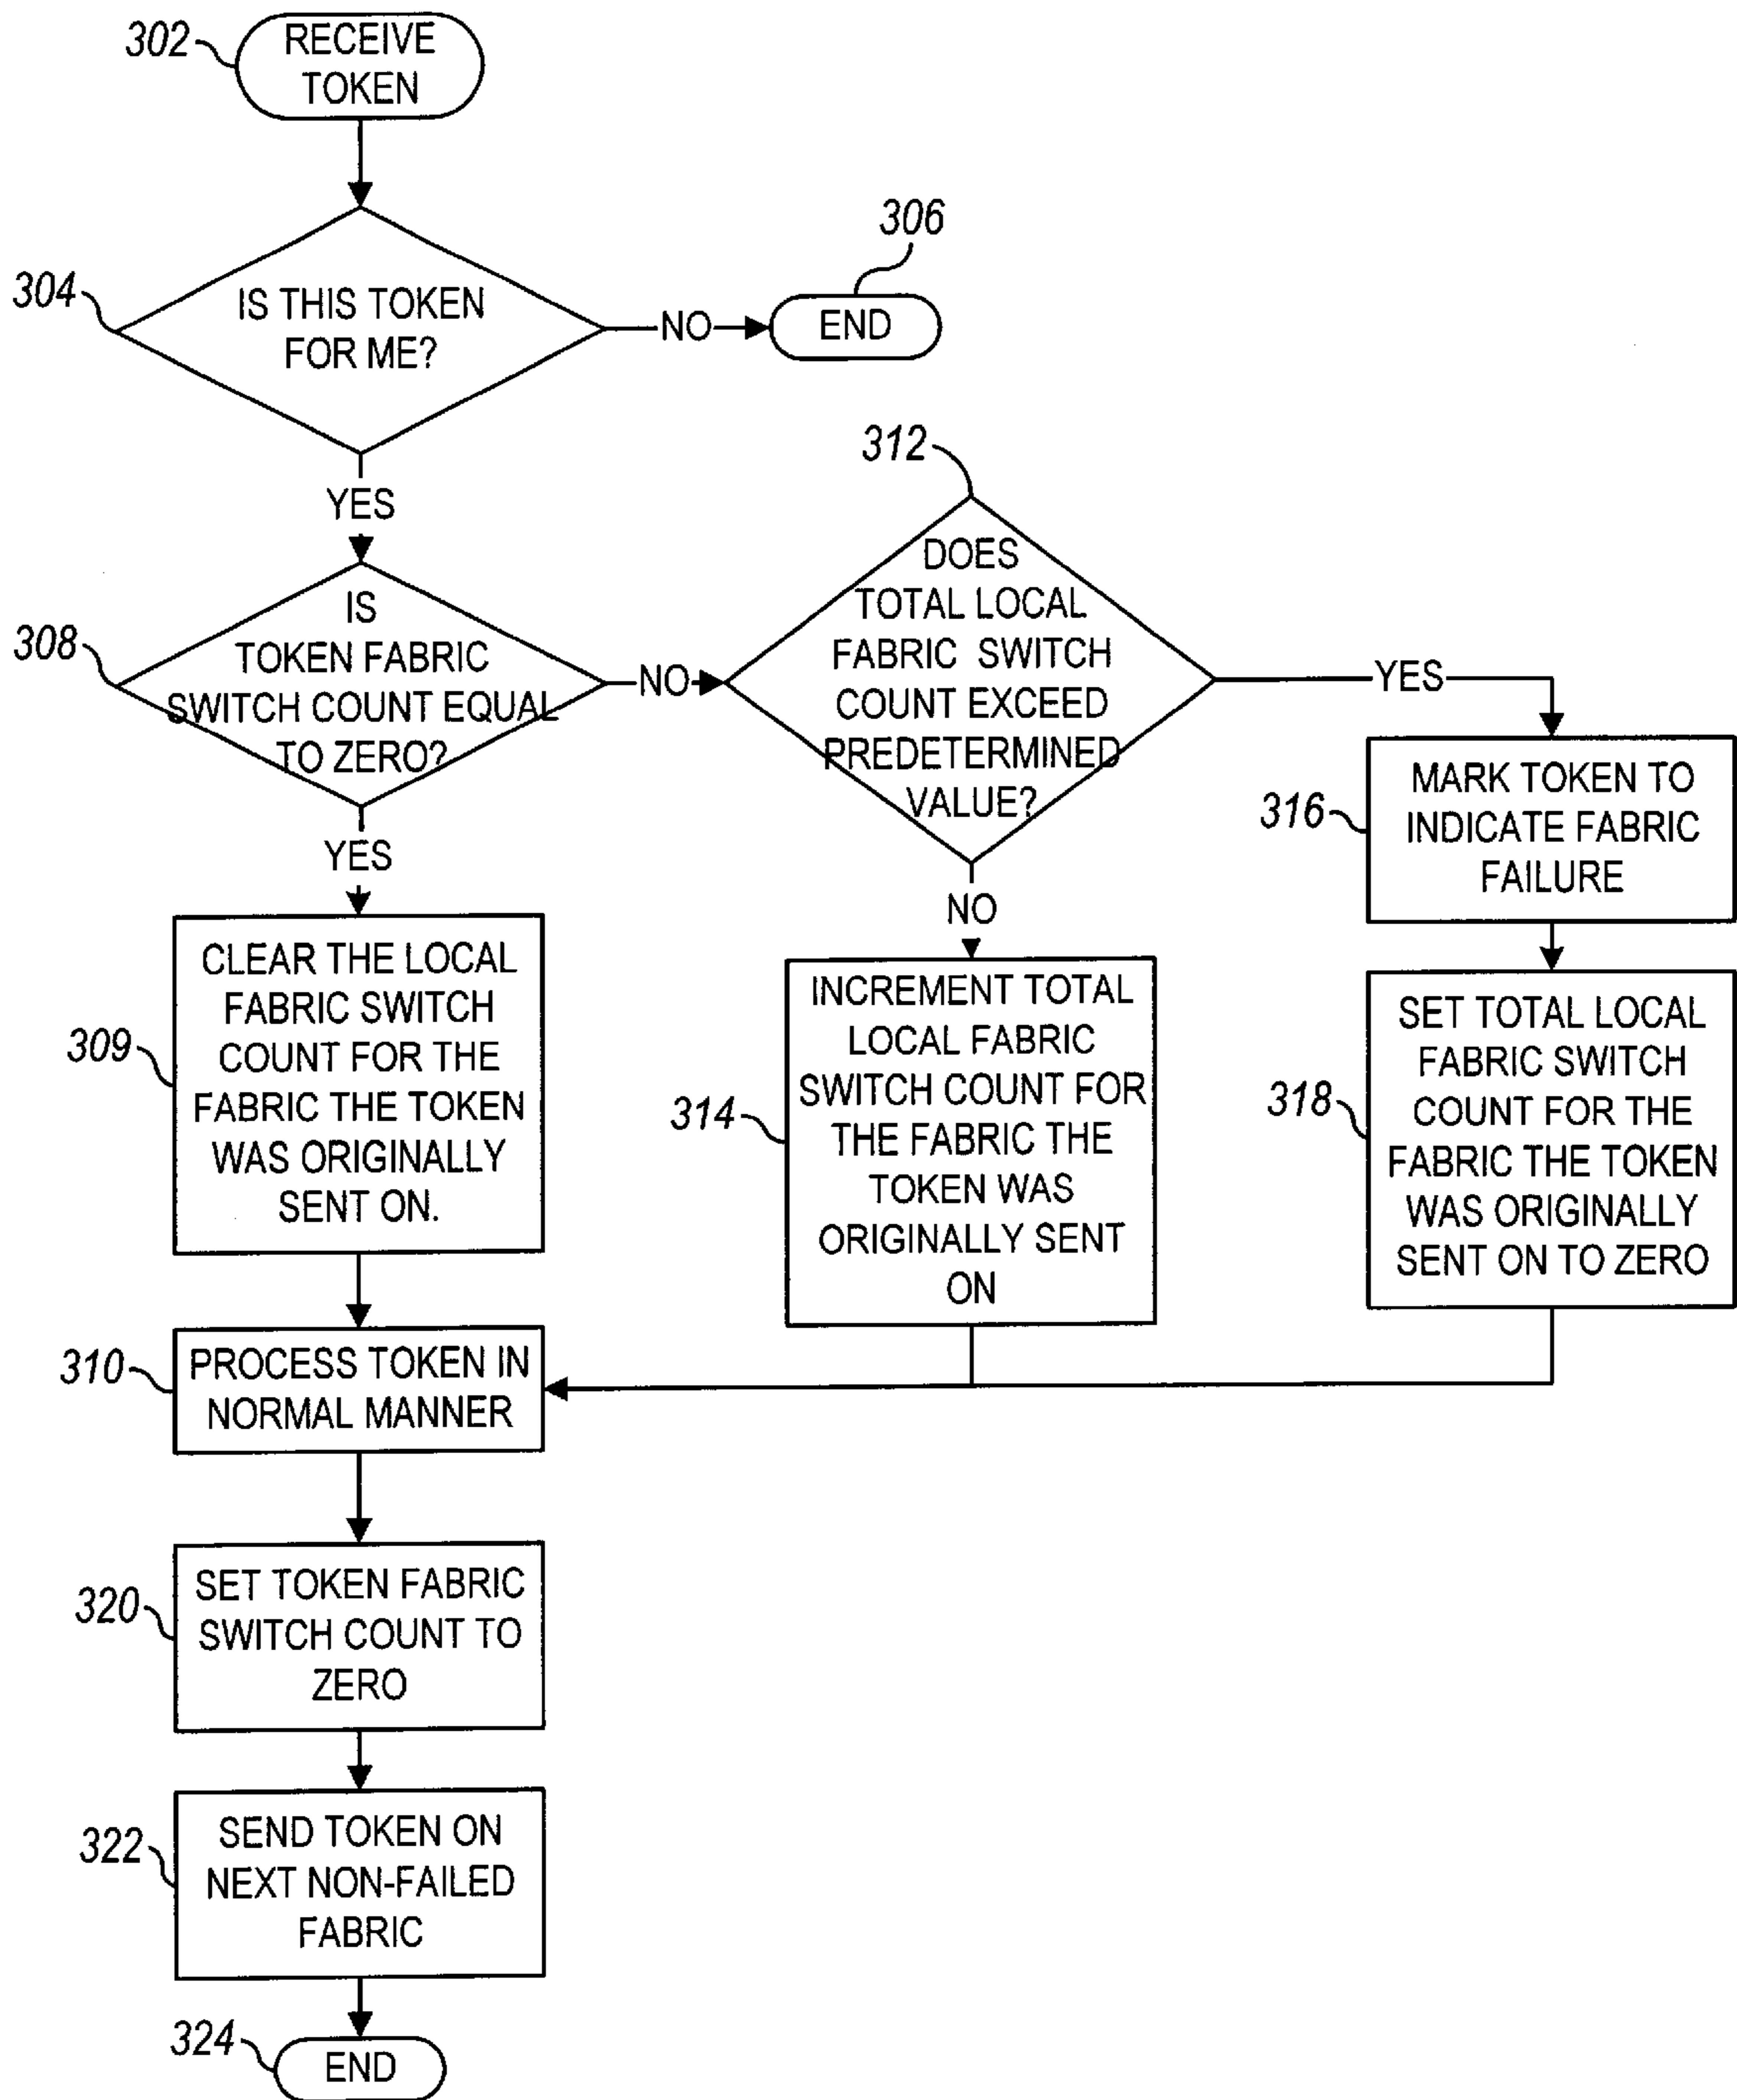 302
RECEIVE
TOKEN
304
IS THIS TOKEN
FOR ME?
NO
306
END
YES
308
IS
TOKEN FABRIC
SWITCH COUNT EQUAL
TO ZERO?
NO
312
DOES
TOTAL LOCAL
FABRIC SWITCH
COUNT EXCEED
PREDETERMINED
VALUE?
YES
316
MARK TOKEN TO
INDICATE FABRIC
FAILURE
YES
309
CLEAR THE LOCAL
FABRIC SWITCH
COUNT FOR THE
FABRIC THE TOKEN
WAS ORIGINALLY
SENT ON.
NO
314
INCREMENT TOTAL
LOCAL FABRIC
SWITCH COUNT FOR
THE FABRIC THE
TOKEN WAS
ORIGINALLY SENT
ON
318
SET TOTAL LOCAL
FABRIC SWITCH
COUNT FOR THE
FABRIC THE TOKEN
WAS ORIGINALLY
SENT ON TO ZERO
310
PROCESS TOKEN IN
NORMAL MANNER
320
SET TOKEN FABRIC
SWITCH COUNT TO
ZERO
322
SEND TOKEN ON
NEXT NON-FAILED
FABRIC
324
END